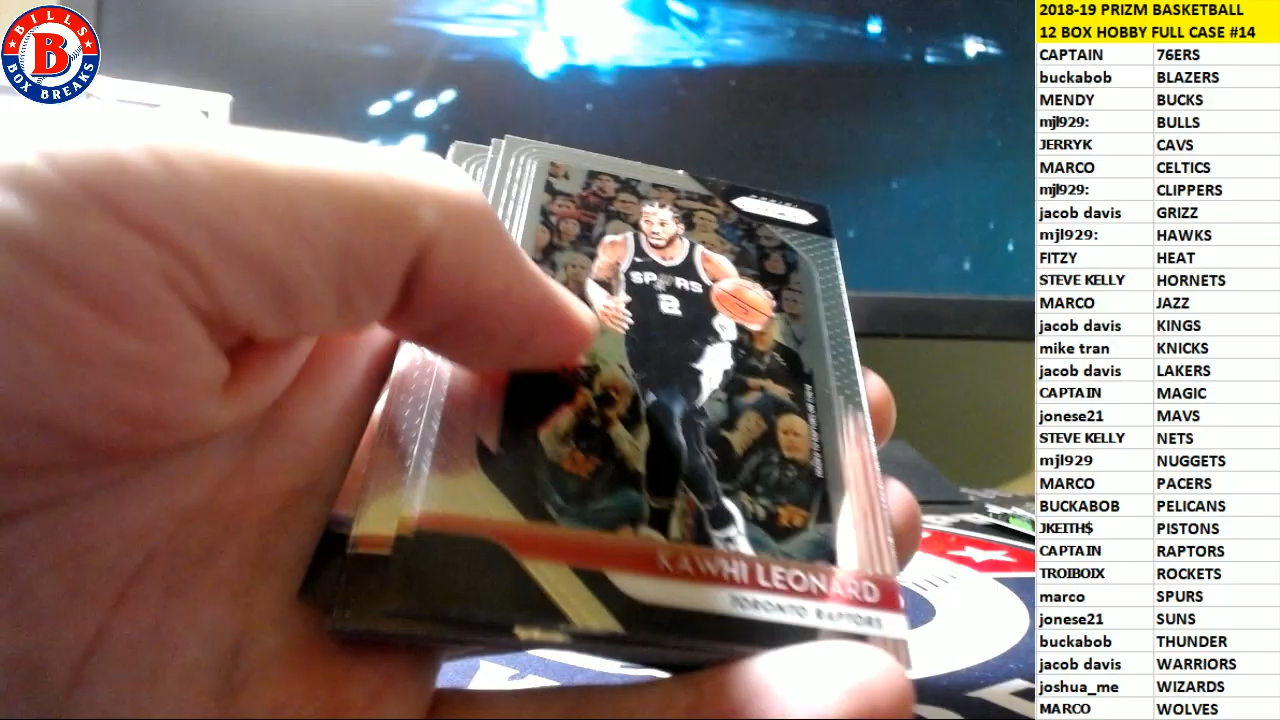 BILLS
B
BOX BREAKS
PANINI
PRIZM
SPURS
2
KAWHI LEONARD
TORONTO RAPTORS
2018-19 PRIZM BASKETBALL
12 BOX HOBBY FULL CASE #14
CAPTAIN 76ERS
buckabob BLAZERS
MENDY BUCKS
mjl929: BULLS
JERRYK CAVS
MARCO CELTICS
mjl929: CLIPPERS
jacob davis GRIZZ
mjl929: HAWKS
FITZY HEAT
STEVE KELLY HORNETS
MARCO JAZZ
jacob davis KINGS
mike tran KNICKS
jacob davis LAKERS
CAPTAIN MAGIC
jonese21 MAVS
STEVE KELLY NETS
mjl929 NUGGETS
MARCO PACERS
BUCKABOB PELICANS
JKEITH$ PISTONS
CAPTAIN RAPTORS
TROIBOIX ROCKETS
marco SPURS
jonese21 SUNS
buckabob THUNDER
jacob davis WARRIORS
joshua_me WIZARDS
MARCO WOLVES